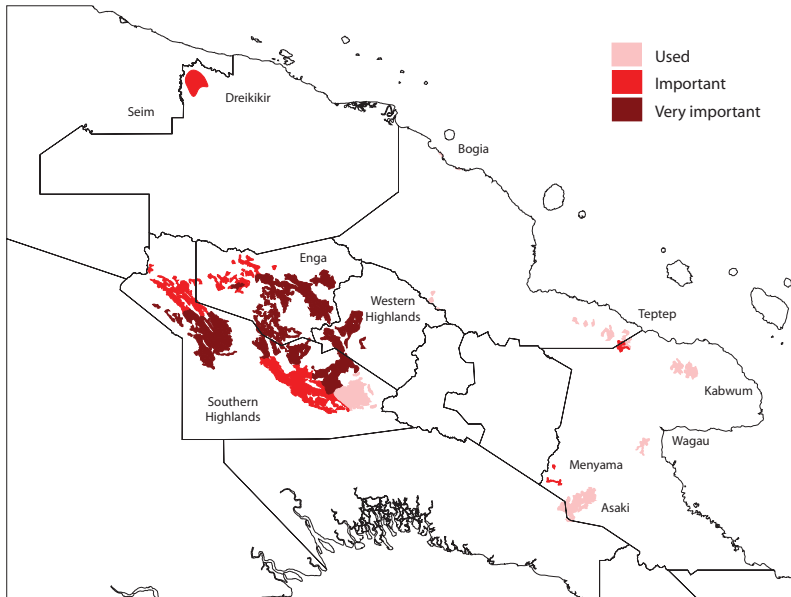 Used
Important
Very important
Seim
Dreikikir
Bogia
Enga
Western
Highlands
Teptep
Kabwum
Southern
Highlands
Wagau
Menyama
Asaki